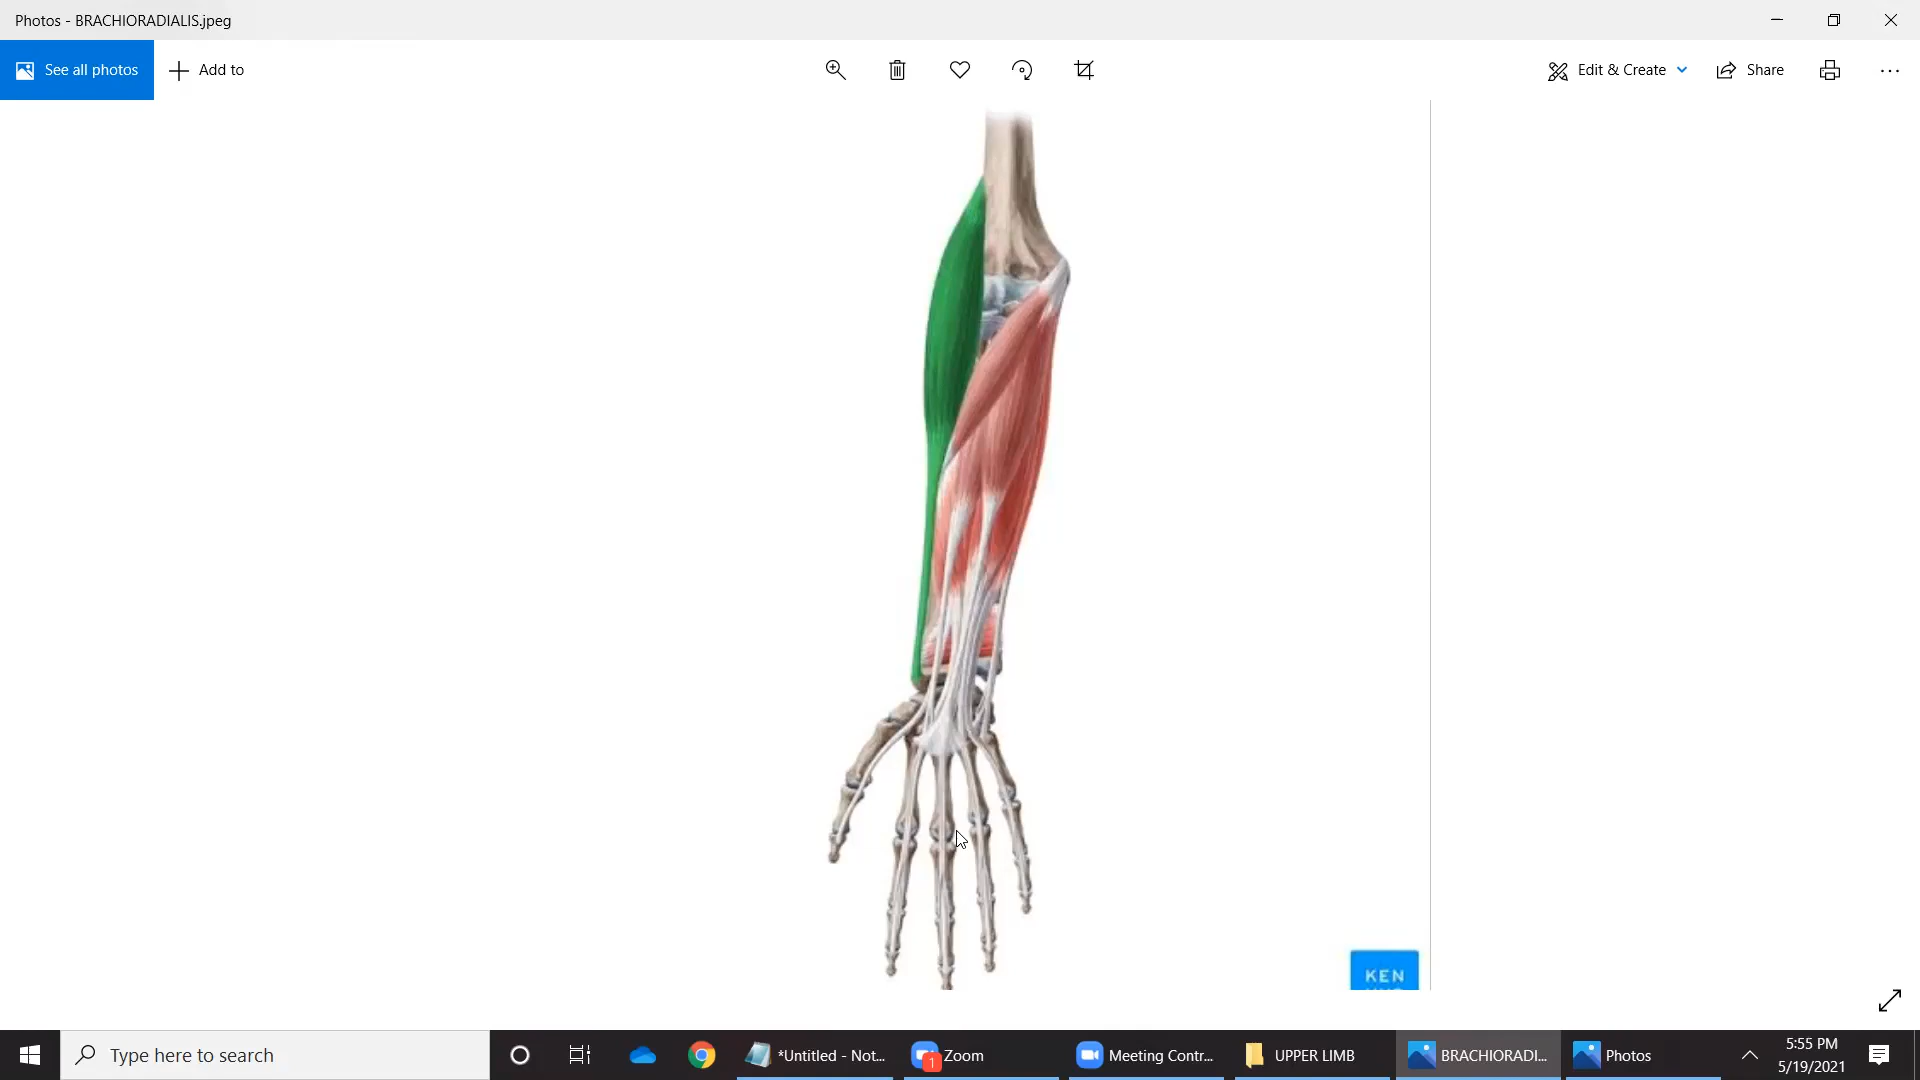 Photos - BRACHIORADIALIS.jpeg
See all photos
Add to
Edit & Create
Share
KEN
Type here to search
*Untitled - Not...
1
Zoom
Meeting Contr...
UPPER LIMB
BRACHIORADI...
Photos
5:55 PM
5/19/2021